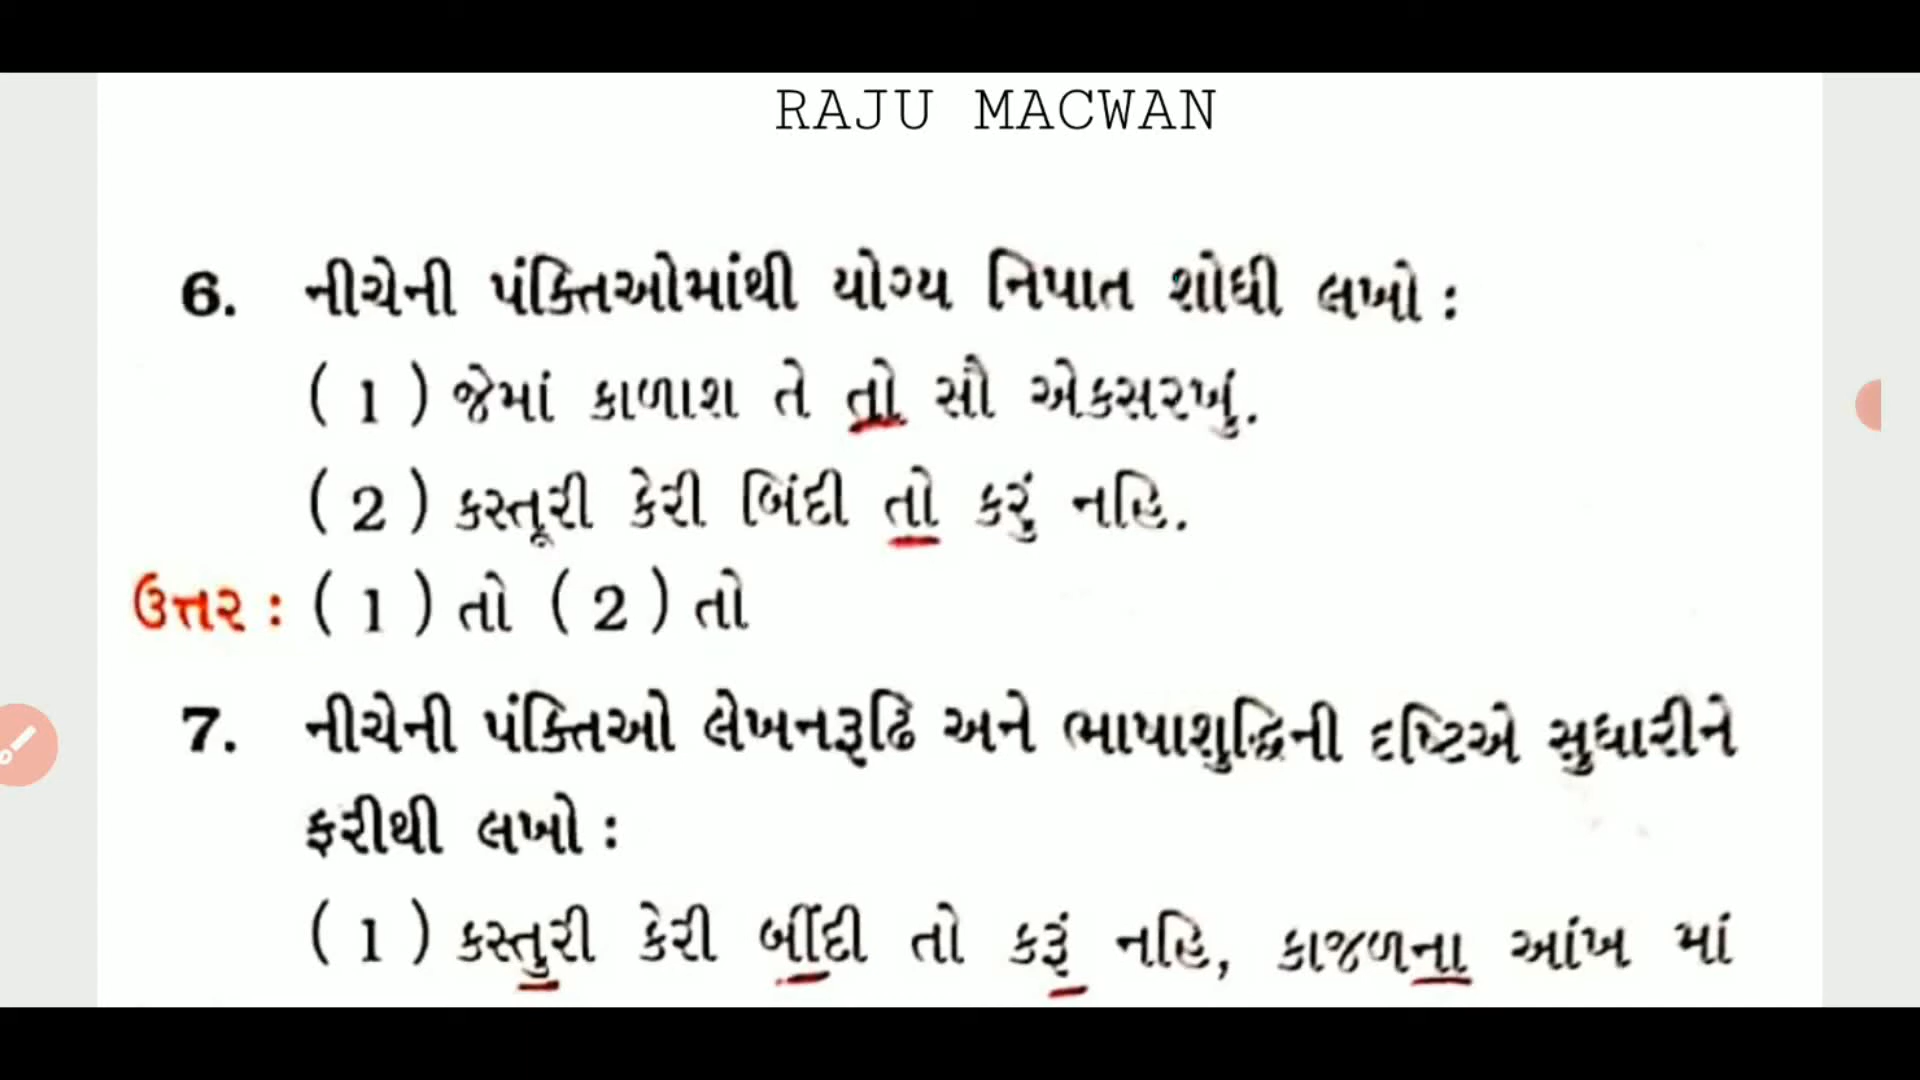 RAJU MACWAN
6. નીચેની પંક્તિઓમાંથી યોગ્ય નિપાત શોધી લખો :
( 1 ) જેમાં કાળાશ તે તો સૌ એકસરખું.
( 2 ) કસ્તૂરી કેરી બિંદી તો કરું નહિ.
ઉત્તર : ( 1 ) તો ( 2 ) તો
7. નીચેની પંક્તિઓ લેખનરૂઢિ અને ભાષાશુદ્ધિની દૃષ્ટિએ સુધારીને
ફરીથી લખો :
( 1 ) કસ્તુરી કેરી બીંદી તો કરૂં નહિ, કાજળના આંખ માં